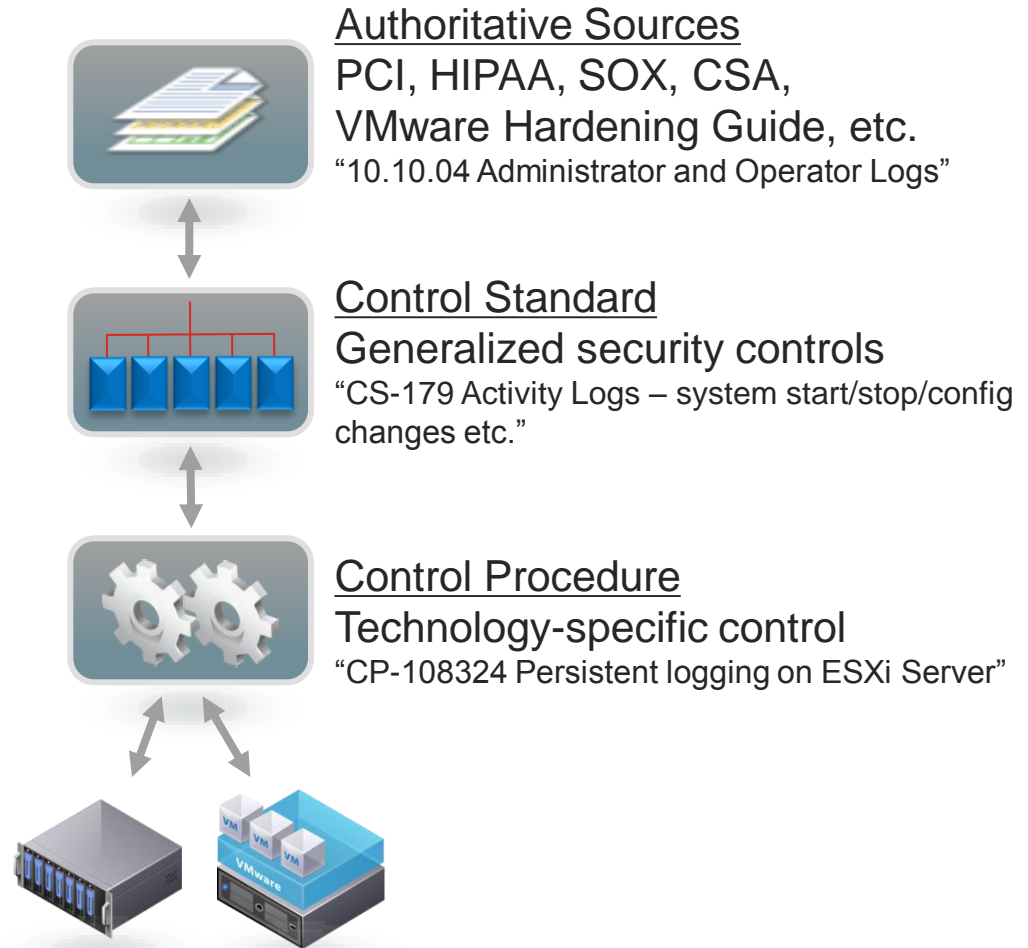 Authoritative Sources
PCI, HIPAA, SOX, CSA,
VMware Hardening Guide, etc.
“10.10.04 Administrator and Operator Logs”
Control Standard
Generalized security controls
“CS-179 Activity Logs – system start/stop/config
changes etc.”
Control Procedure
Technology-specific control
“CP-108324 Persistent logging on ESXi Server”
VM
VM
VM
VMware